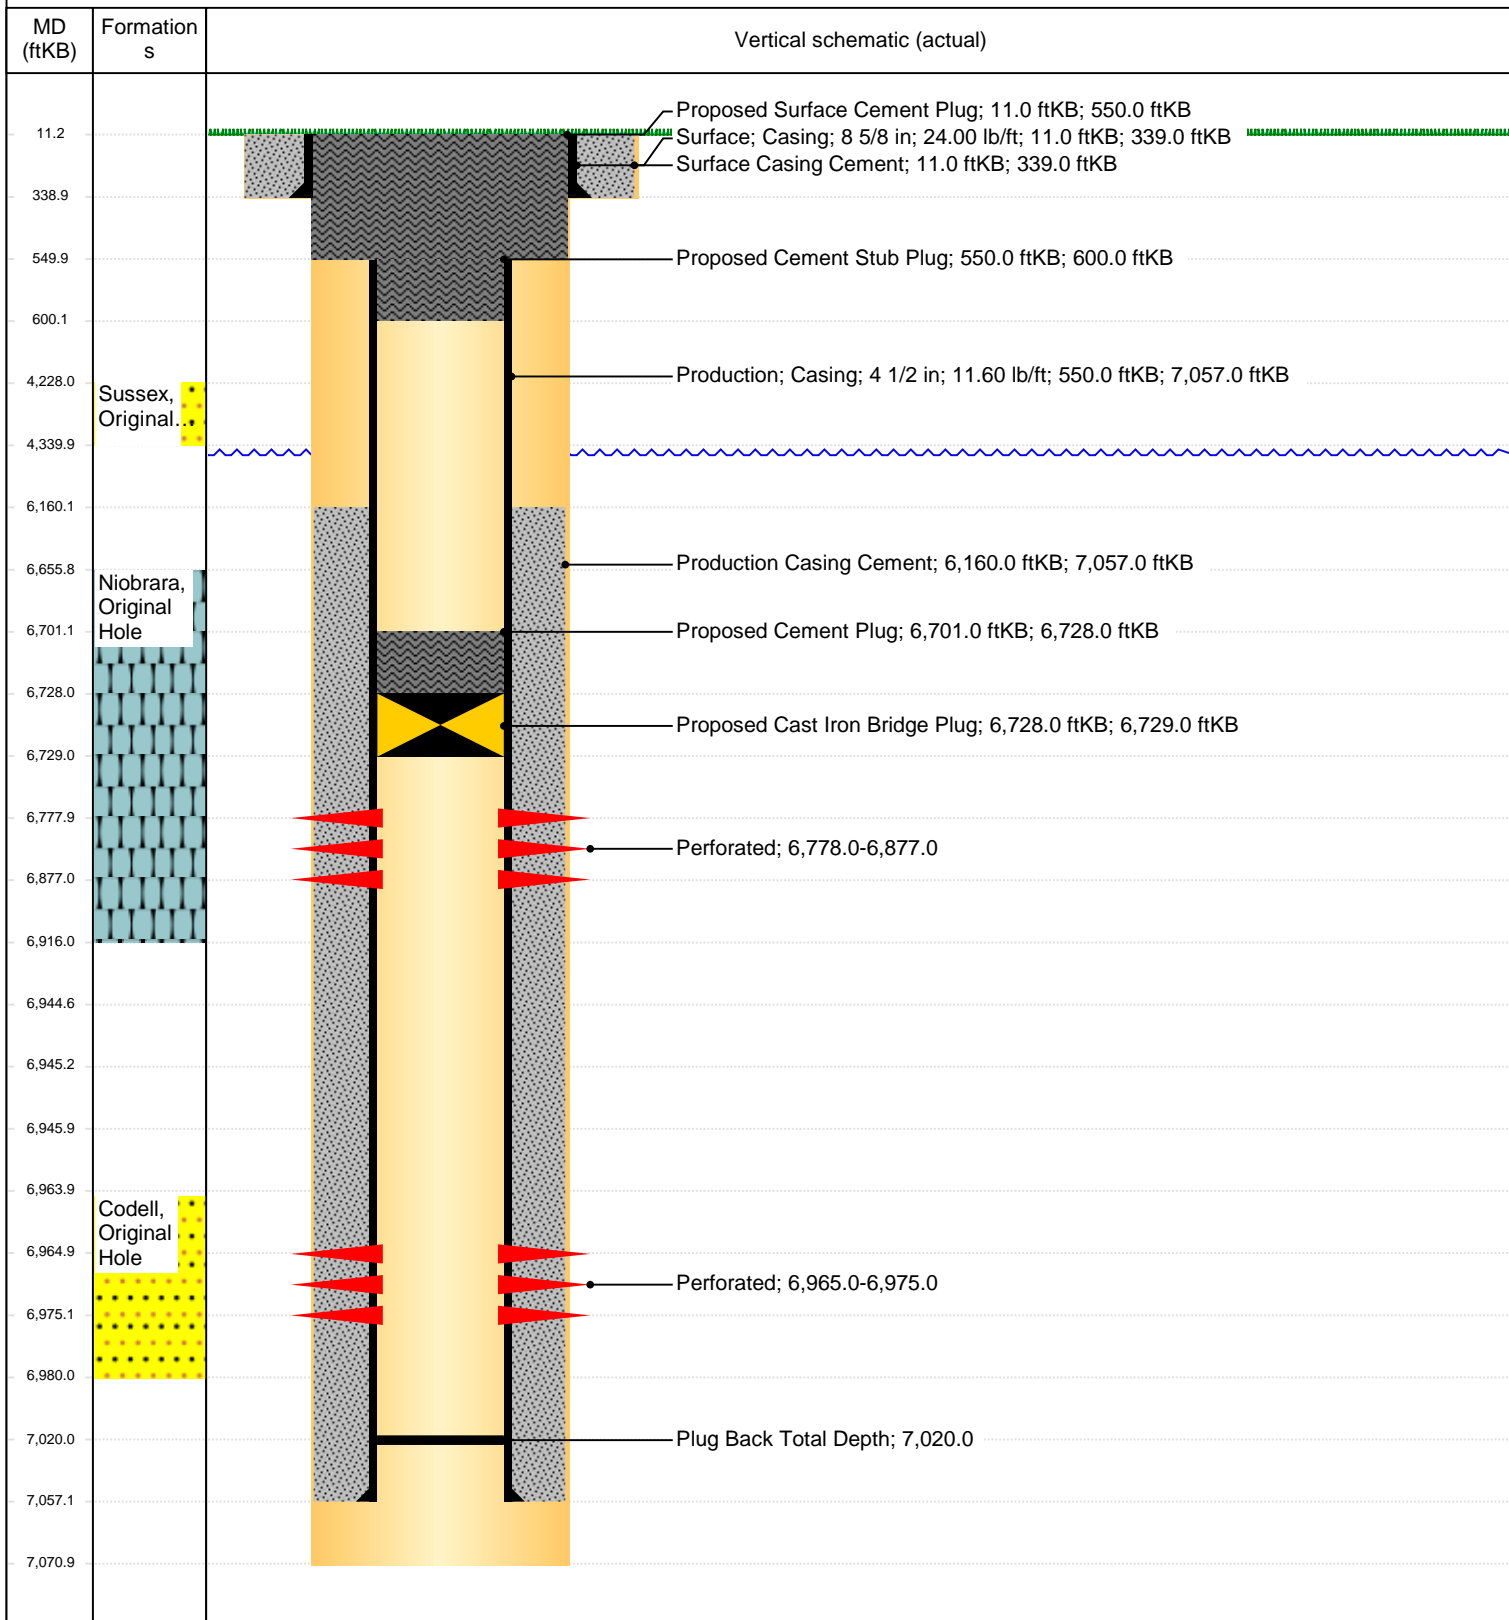 MD
(ftKB)
Formation
s
Vertical schematic (actual)
11.2
338.9
549.9
600.1
4,228.0
4,339.9
6,160.1
6,655.8
6,701.1
6,728.0
6,729.0
6,777.9
6,877.0
6,916.0
6,944.6
6,945.2
6,945.9
6,963.9
6,964.9
6,975.1
6,980.0
7,020.0
7,057.1
7,070.9
Sussex,
Original...
Niobrara,
Original
Hole
Codell,
Original
Hole
Proposed Surface Cement Plug; 11.0 ftKB; 550.0 ftKB
Surface; Casing; 8 5/8 in; 24.00 lb/ft; 11.0 ftKB; 339.0 ftKB
Surface Casing Cement; 11.0 ftKB; 339.0 ftKB
Proposed Cement Stub Plug; 550.0 ftKB; 600.0 ftKB
Production; Casing; 4 1/2 in; 11.60 lb/ft; 550.0 ftKB; 7,057.0 ftKB
Production Casing Cement; 6,160.0 ftKB; 7,057.0 ftKB
Proposed Cement Plug; 6,701.0 ftKB; 6,728.0 ftKB
Proposed Cast Iron Bridge Plug; 6,728.0 ftKB; 6,729.0 ftKB
Perforated; 6,778.0-6,877.0
Perforated; 6,965.0-6,975.0
Plug Back Total Depth; 7,020.0